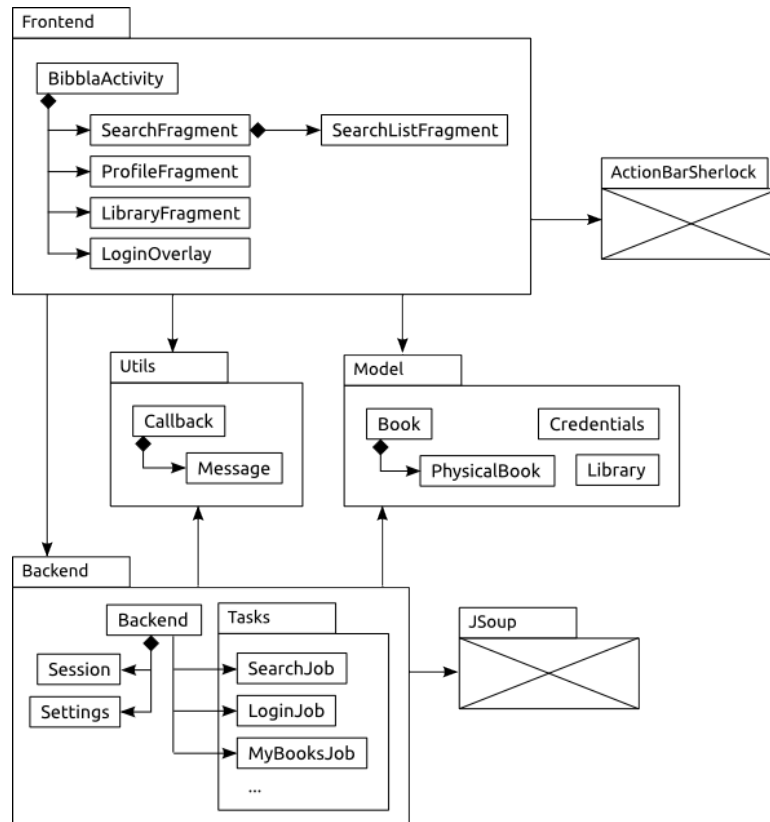 Frontend
BibblaActivity
SearchFragment
SearchListFragment
ProfileFragment
LibraryFragment
LoginOverlay
ActionBarSherlock
Utils
Callback
Message
Model
Book
Credentials
PhysicalBook
Library
Backend
Backend
Session
Settings
Tasks
SearchJob
LoginJob
MyBooksJob
...
JSoup